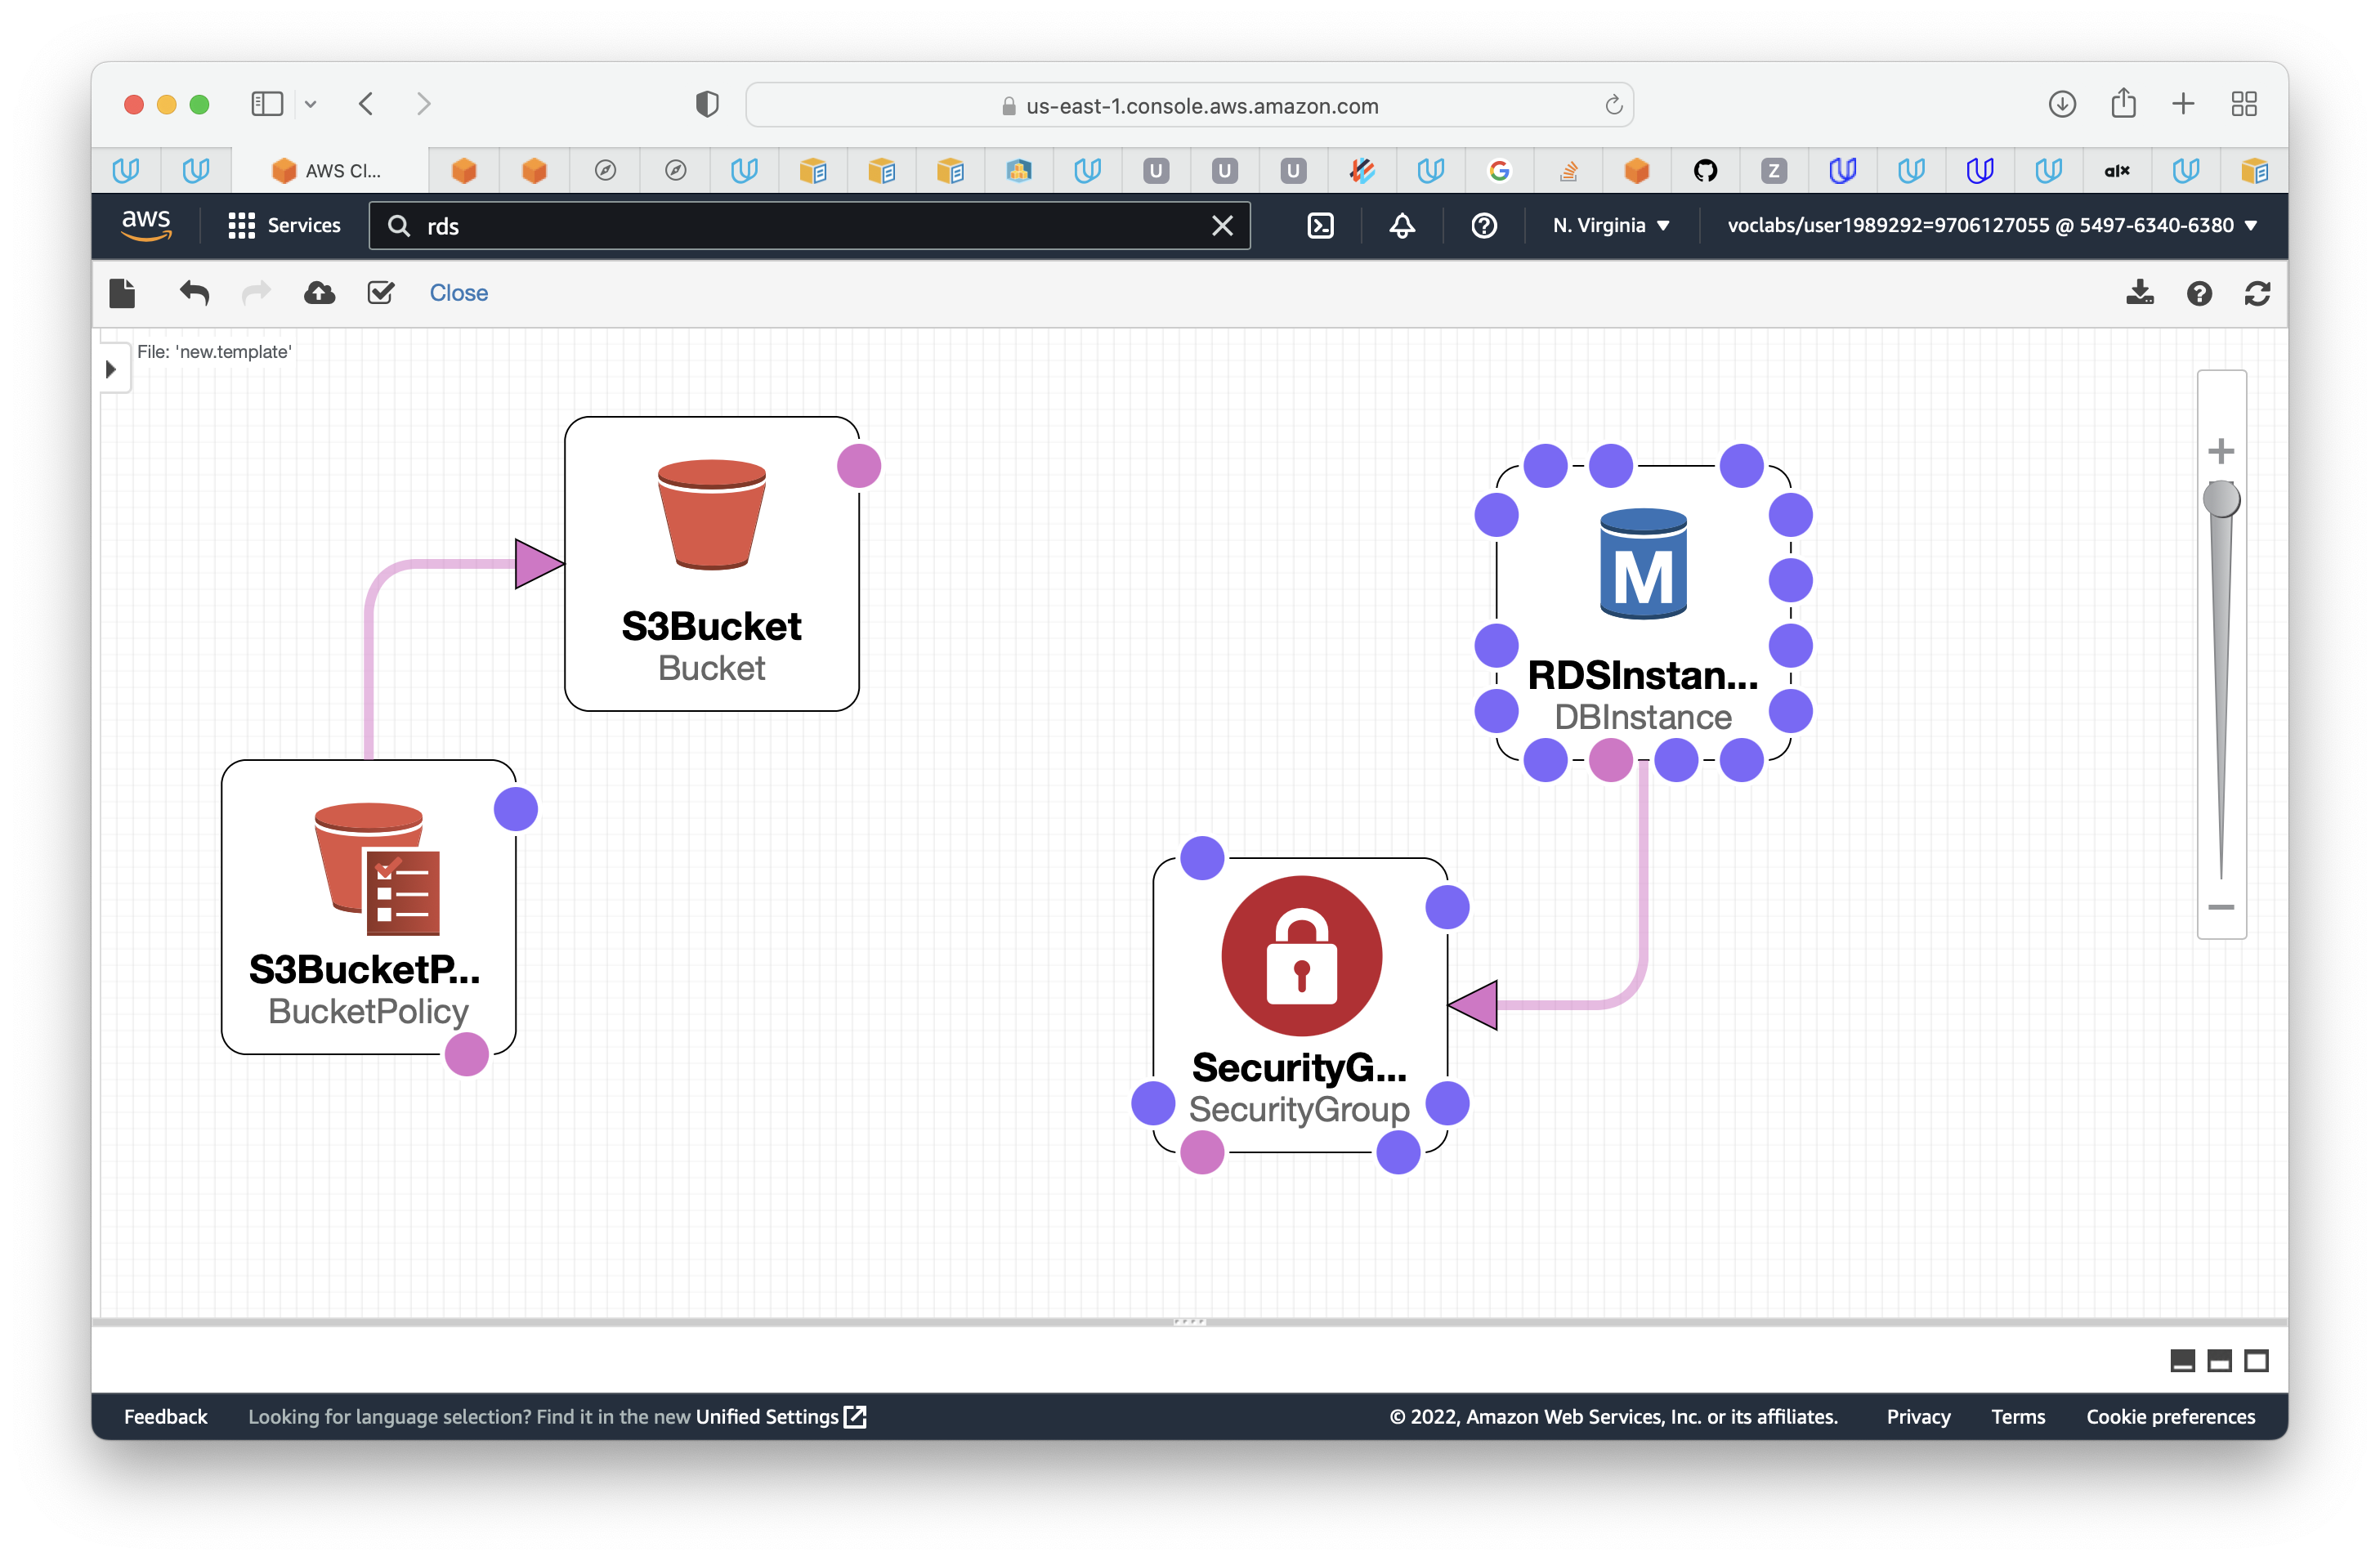 us-east-1.console.aws.amazon.com
AWS Cl...
U
U
U
G
Z
alx
aws
Services
rds
N. Virginia
voclabs/user1989292=9706127055 @ 5497-6340-6380
Close
File: 'new.template'
S3Bucket
Bucket
M
RDSInstan...
DBInstance
S3BucketP...
BucketPolicy
SecurityG...
SecurityGroup
Feedback
Looking for language selection? Find it in the new Unified Settings
© 2022, Amazon Web Services, Inc. or its affiliates.
Privacy
Terms
Cookie preferences